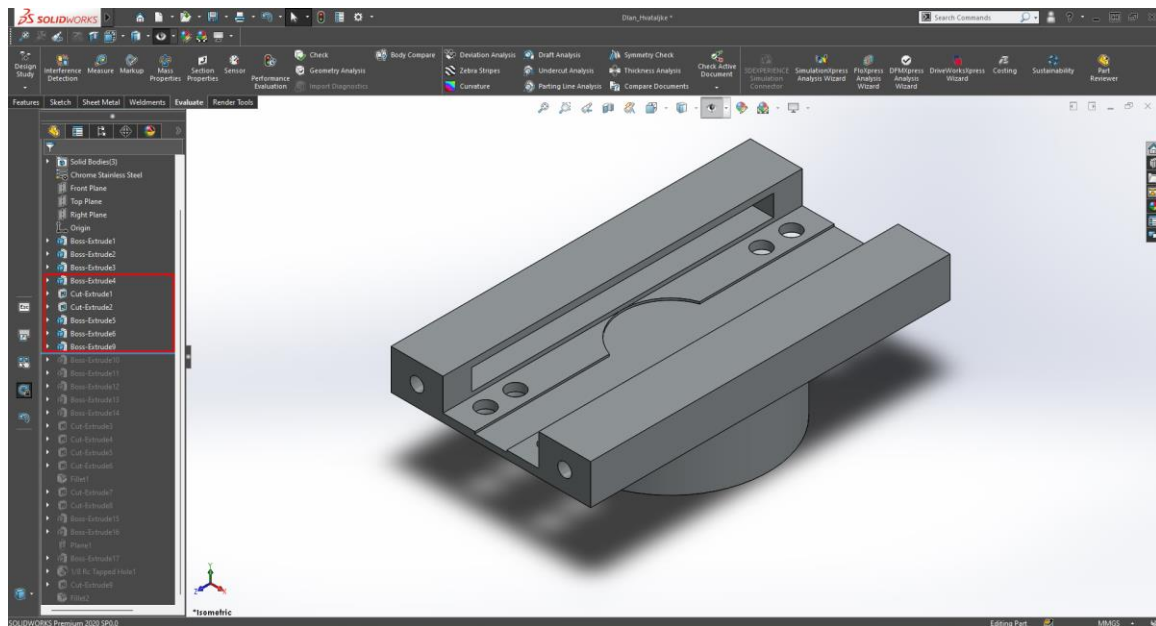 SOLIDWORKS
Dlan_Hvataljke *
Search Commands
Design Study
Interference Detection
Measure
Markup
Mass Properties
Section Properties
Sensor
Performance Evaluation
Check
Geometry Analysis
Import Diagnostics
Body Compare
Deviation Analysis
Zebra Stripes
Curvature
Draft Analysis
Undercut Analysis
Parting Line Analysis
Symmetry Check
Thickness Analysis
Compare Documents
Check Active Document
3DEXPERIENCE Simulation Connector
SimulationXpress Analysis Wizard
FloXpress Analysis Wizard
DFMXpress Analysis Wizard
DriveWorksXpress Wizard
Costing
Sustainability
Part Reviewer
Features
Sketch
Sheet Metal
Weldments
Evaluate
Render Tools
Solid Bodies(3)
Chrome Stainless Steel
Front Plane
Top Plane
Right Plane
Origin
Boss-Extrude1
Boss-Extrude2
Boss-Extrude3
Boss-Extrude4
Cut-Extrude1
Cut-Extrude2
Boss-Extrude5
Boss-Extrude6
Boss-Extrude9
Boss-Extrude10
Boss-Extrude11
Boss-Extrude12
Boss-Extrude13
Boss-Extrude14
Cut-Extrude3
Cut-Extrude4
Cut-Extrude5
Cut-Extrude6
Fillet1
Cut-Extrude7
Cut-Extrude8
Boss-Extrude15
Boss-Extrude16
Plane1
Boss-Extrude17
1/8 Rc Tapped Hole1
Fillet2
Y
Z
X
*Isometric
SOLIDWORKS Premium 2020 SP0.0
Editing Part
MMGS